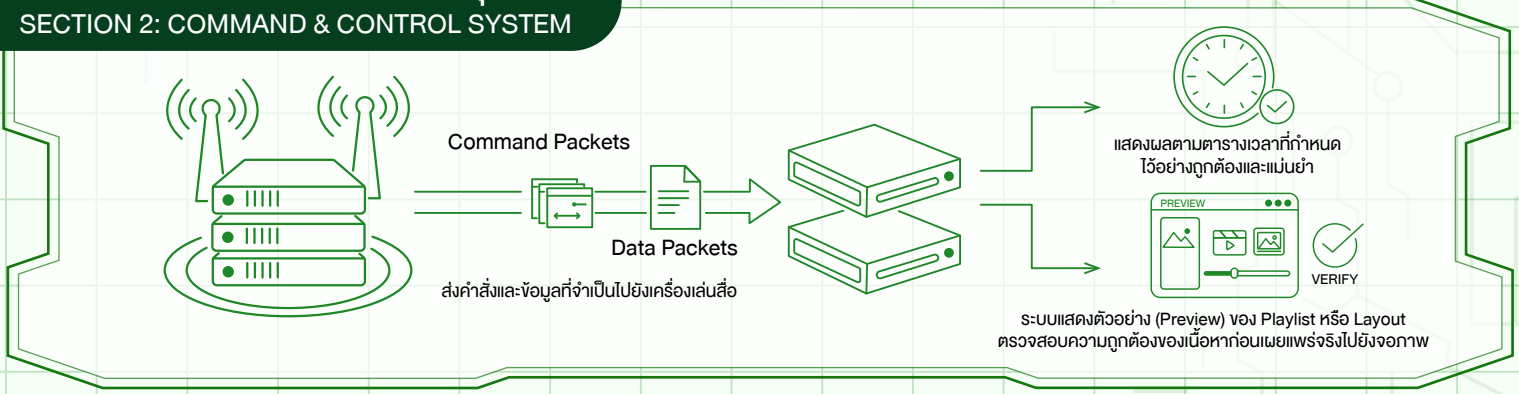 SECTION 2: COMMAND & CONTROL SYSTEM
Command Packets
Data Packets
ส่งคำสั่งและข้อมูลที่จำเป็นไปยังเครื่องเล่นสื่อ
แสดงผลตามตารางเวลาที่กำหนด
ไว้อย่างถูกต้องและแม่นยำ
PREVIEW
VERIFY
ระบบแสดงตัวอย่าง (Preview) ของ Playlist หรือ Layout
ตรวจสอบความถูกต้องของเนื้อหาก่อนเผยแพร่จริงไปยังจอภาพ